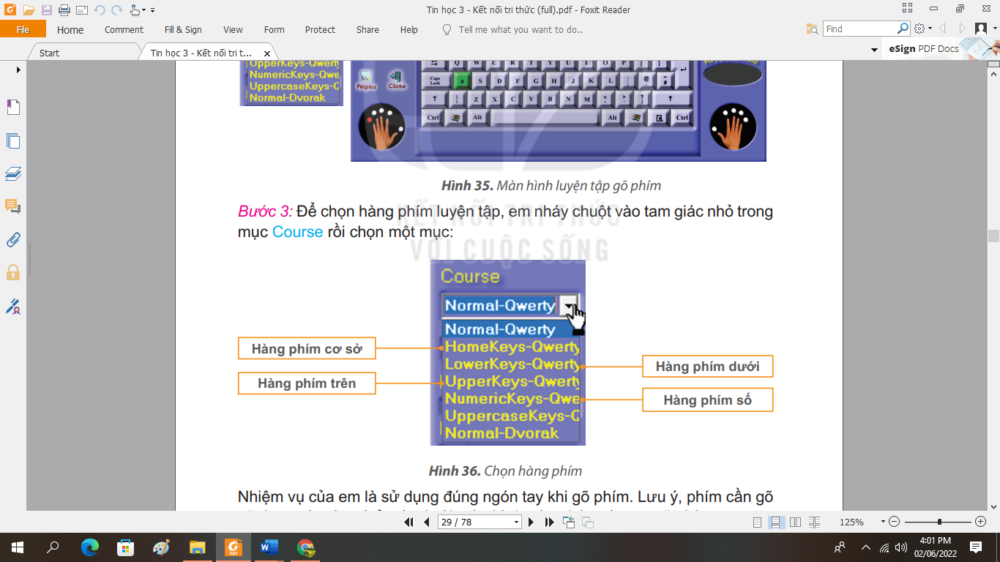 Tin học 3 - Kết nối tri thức (full).pdf - Foxit Reader
File Home Comment Fill & Sign View Form Protect Share Help Tell me what you want to do.. Find
Start Tin học 3 - Kết nối tri t... eSign PDF Docs
UpperKeys-Qwerty
NumericKeys-Qwe
UppercaseKeys-Q
Normal-Dvorak
Progress Close
Q W E R T Y U I O P
Caps Lock a S D F G H J K L
Z X C V B N M
Ctrl Alt Alt Ctrl
Hình 35. Màn hình luyện tập gõ phím
Bước 3: Để chọn hàng phím luyện tập, em nháy chuột vào tam giác nhỏ trong
mục Course rồi chọn một mục:
KẾT NỐI TRI THỨC
VỚI CUỘC SỐNG
Course
Normal-Qwerty
Normal-Qwerty
HomeKeys-Qwerty
LowerKeys-Qwerty
UpperKeys-Qwerty
NumericKeys-Qwe
UppercaseKeys-Q
Normal-Dvorak
Hàng phím cơ sở
Hàng phím trên
Hàng phím dưới
Hàng phím số
Hình 36. Chọn hàng phím
Nhiệm vụ của em là sử dụng đúng ngón tay khi gõ phím. Lưu ý, phím cần gõ
29 / 78 125%
4:01 PM
02/06/2022